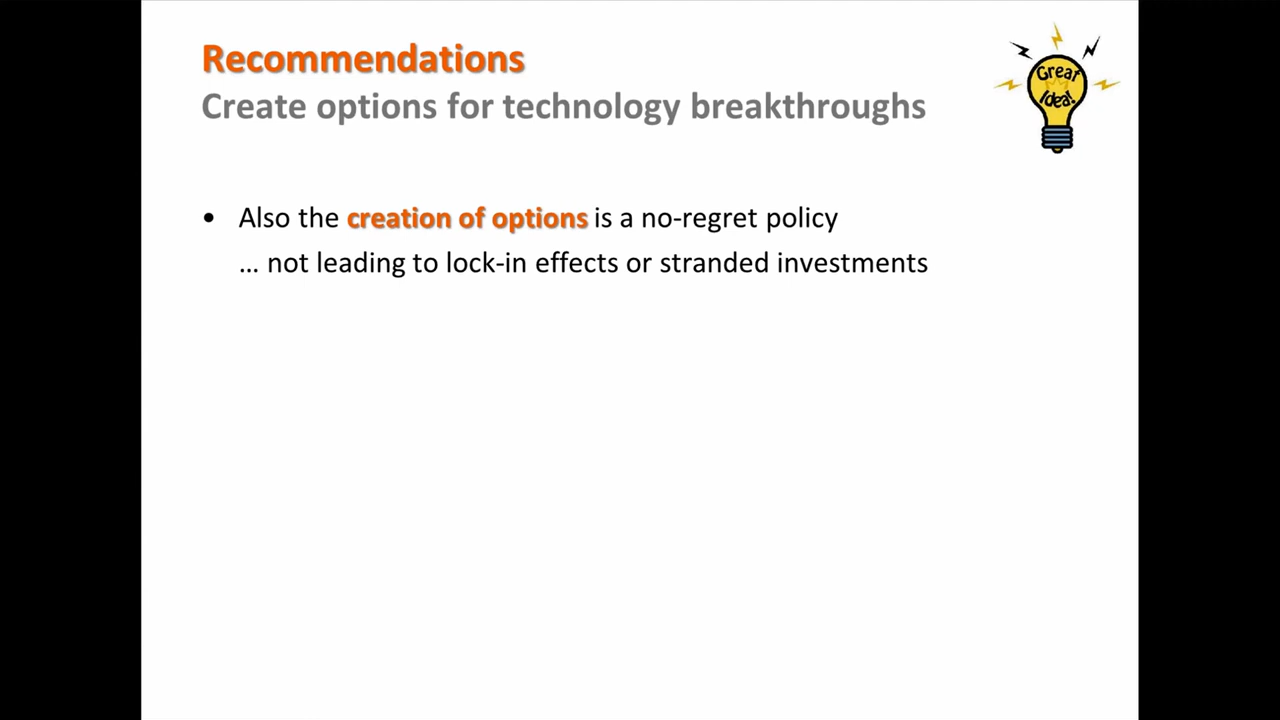 Recommendations
Create options for technology breakthroughs
Great
Idea!
• Also the creation of options is a no-regret policy
… not leading to lock-in effects or stranded investments